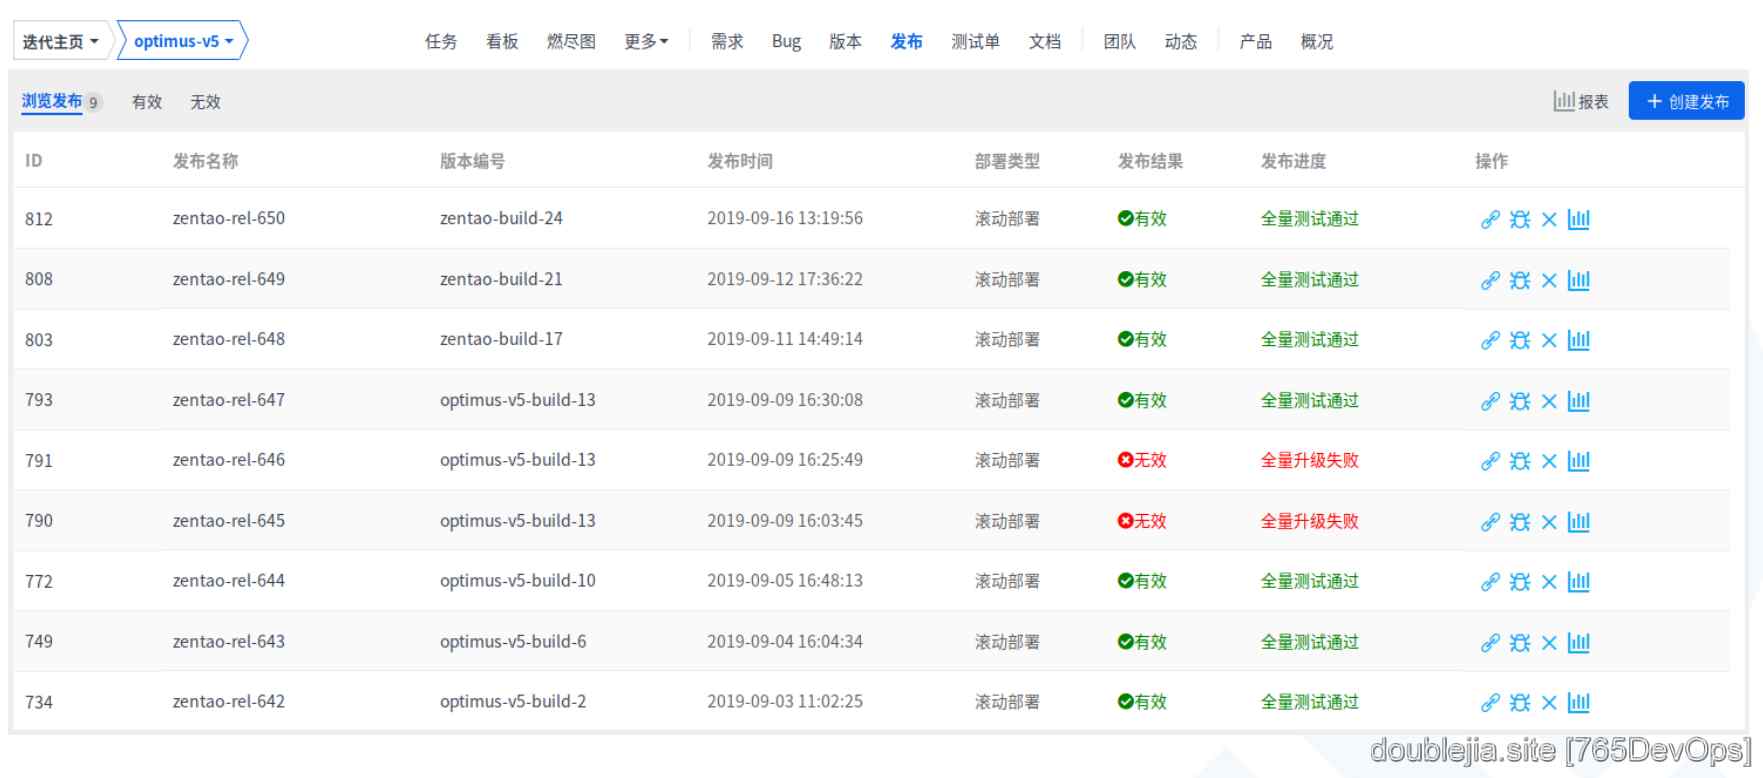 迭代主页 optimus-v5 任务 看板 燃尽图 更多 需求 Bug 版本 发布 测试单 文档 团队 动态 产品 概况
浏览发布 9 有效 无效 报表 + 创建发布
ID 发布名称 版本编号 发布时间 部署类型 发布结果 发布进度 操作
812 zentao-rel-650 zentao-build-24 2019-09-16 13:19:56 滚动部署 有效 全量测试通过
808 zentao-rel-649 zentao-build-21 2019-09-12 17:36:22 滚动部署 有效 全量测试通过
803 zentao-rel-648 zentao-build-17 2019-09-11 14:49:14 滚动部署 有效 全量测试通过
793 zentao-rel-647 optimus-v5-build-13 2019-09-09 16:30:08 滚动部署 有效 全量测试通过
791 zentao-rel-646 optimus-v5-build-13 2019-09-09 16:25:49 滚动部署 无效 全量升级失败
790 zentao-rel-645 optimus-v5-build-13 2019-09-09 16:03:45 滚动部署 无效 全量升级失败
772 zentao-rel-644 optimus-v5-build-10 2019-09-05 16:48:13 滚动部署 有效 全量测试通过
749 zentao-rel-643 optimus-v5-build-6 2019-09-04 16:04:34 滚动部署 有效 全量测试通过
734 zentao-rel-642 optimus-v5-build-2 2019-09-03 11:02:25 滚动部署 有效 全量测试通过
doublejia.site [765DevOps]